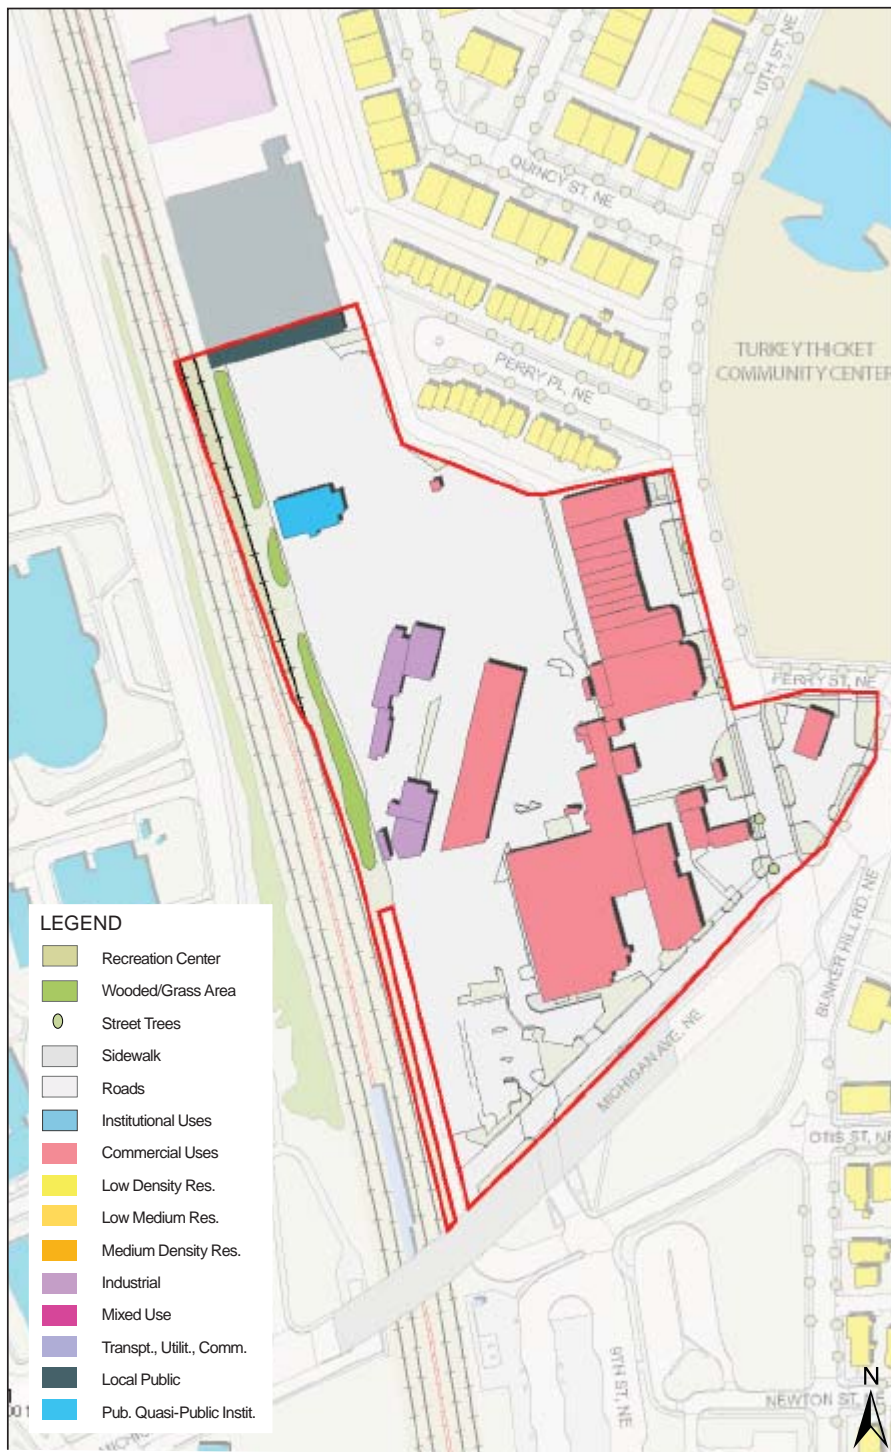 10TH ST. NE
QUINCY ST. NE
TURKEY THICKET
COMMUNITY CENTER
PERRY PL, NE
PERRY ST, NE
BUNKER HILL RD, NE
MICHIGAN AVE, NE
OTIS ST, NE
9TH ST, NE
NEWTON ST, NE
N
LEGEND
Recreation Center
Wooded/Grass Area
Street Trees
Sidewalk
Roads
Institutional Uses
Commercial Uses
Low Density Res.
Low Medium Res.
Medium Density Res.
Industrial
Mixed Use
Transpt., Utilit., Comm.
Local Public
Pub. Quasi-Public Instit.